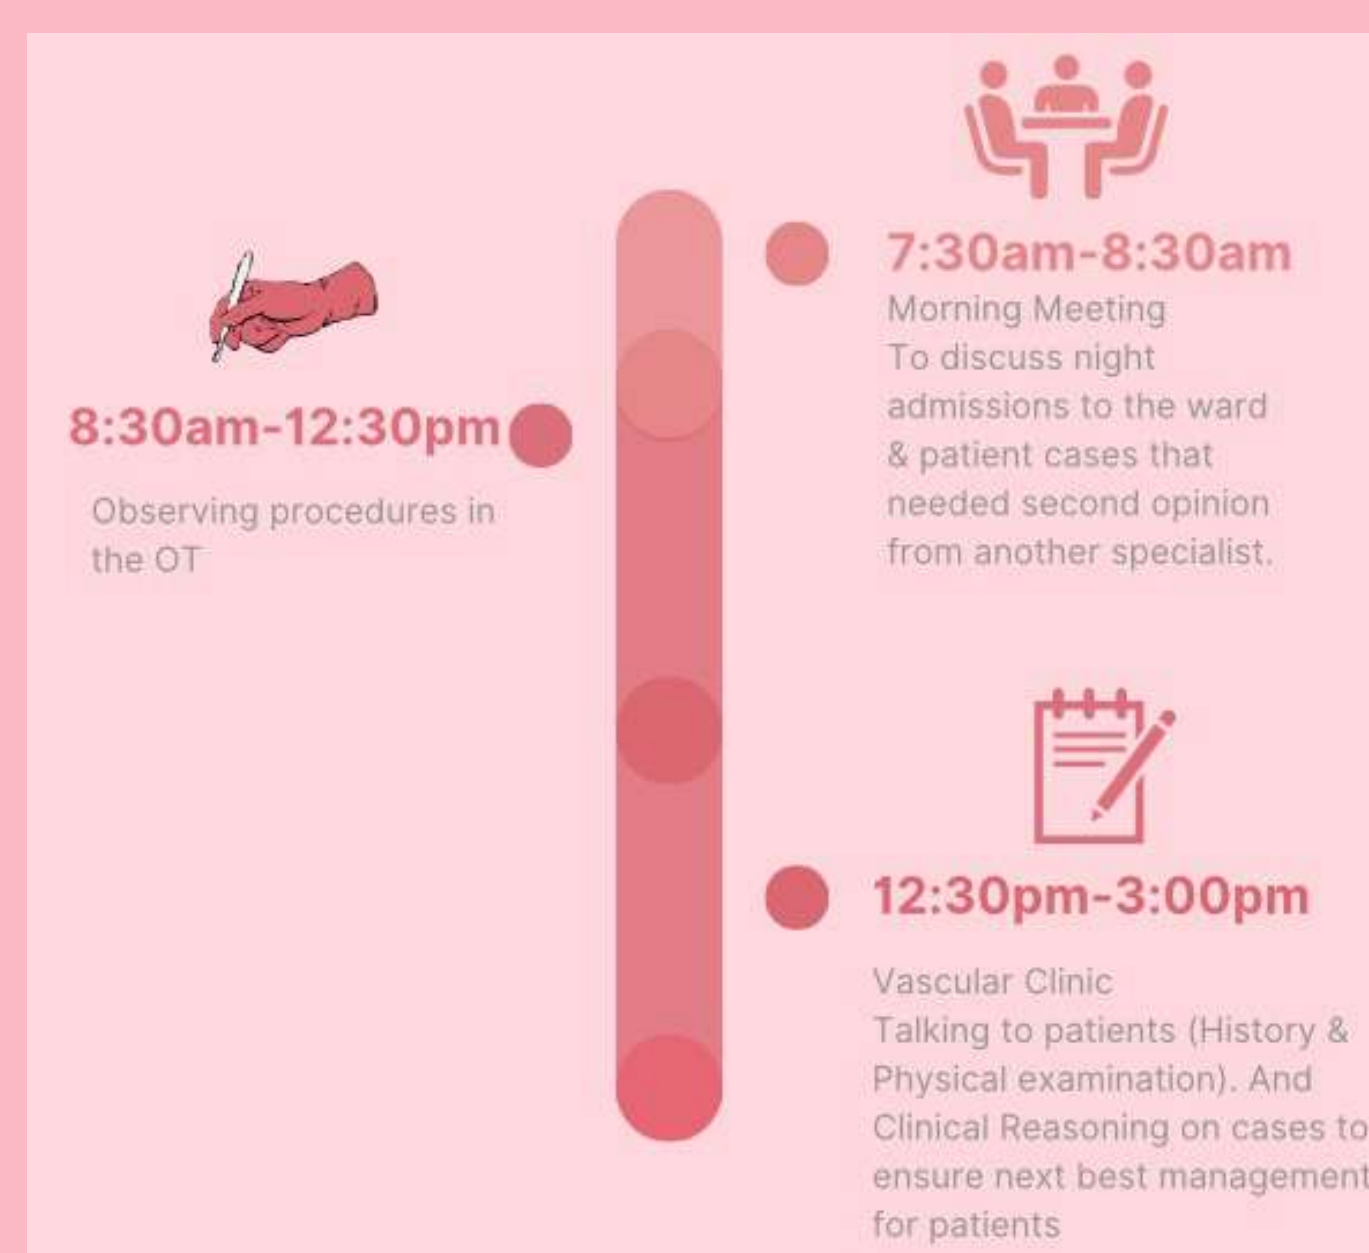 7:30am-8:30am
Morning Meeting
To discuss night
admissions to the ward
& patient cases that
needed second opinion
from another specialist.
8:30am-12:30pm
Observing procedures in
the OT
12:30pm-3:00pm
Vascular Clinic
Talking to patients (History &
Physical examination). And
Clinical Reasoning on cases to
ensure next best management
for patients